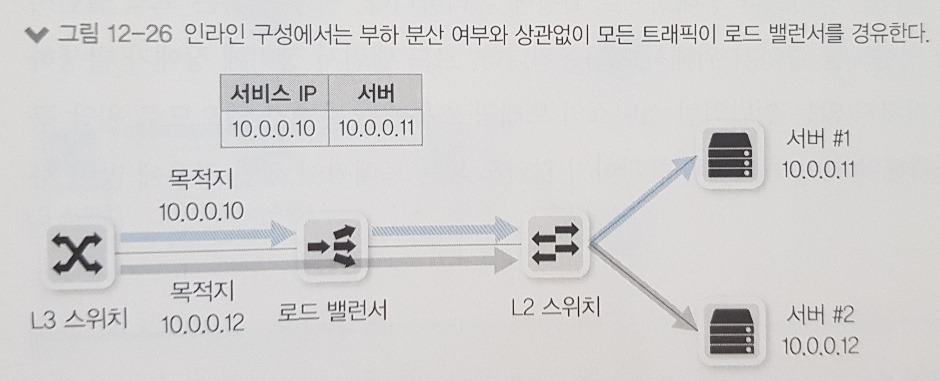 그림 12-26 인라인 구성에서는 부하 분산 여부와 상관없이 모든 트래픽이 로드 밸런서를 경유한다.
서비스 IP 서버
10.0.0.10 10.0.0.11
목적지
10.0.0.10
목적지
10.0.0.12
L3 스위치
로드 밸런서
L2 스위치
서버 #1
10.0.0.11
서버 #2
10.0.0.12